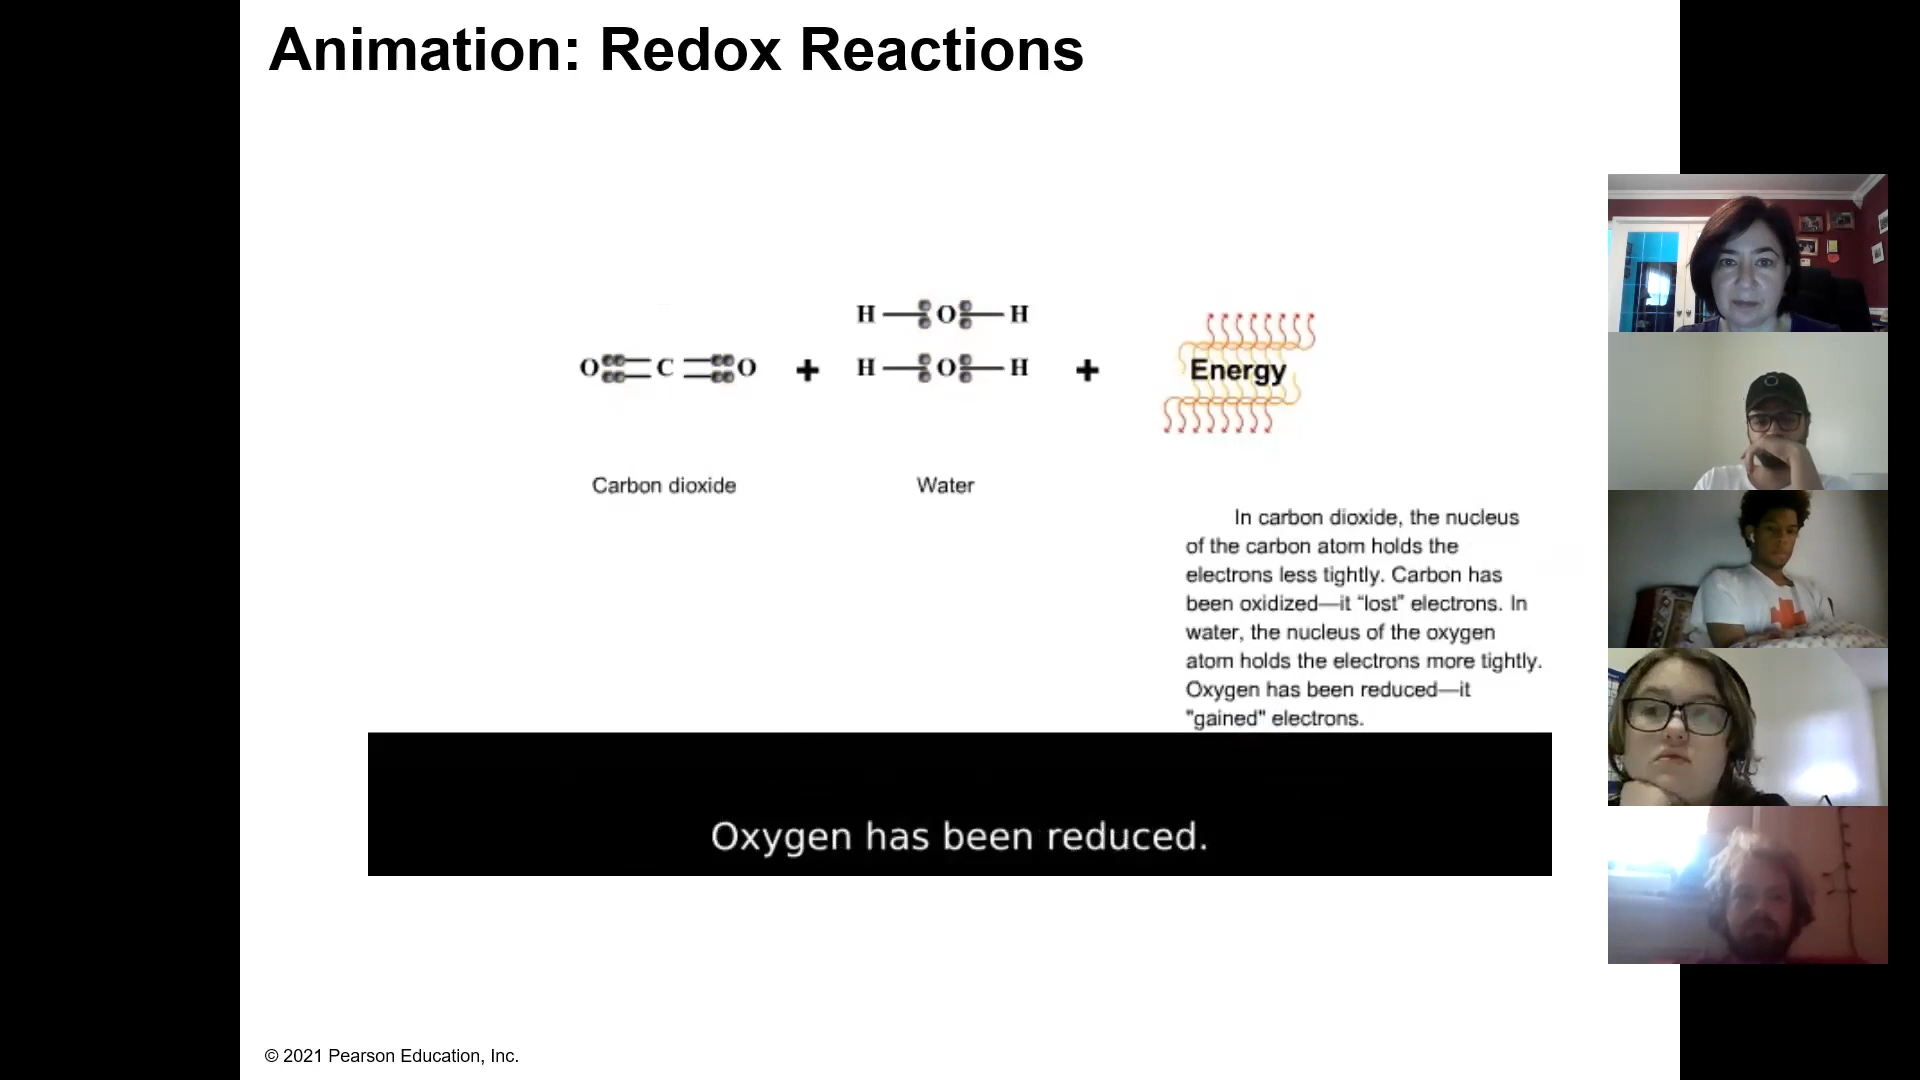 Animation: Redox Reactions
H O H
O C O + H O H + Energy
Carbon dioxide Water
In carbon dioxide, the nucleus
of the carbon atom holds the
electrons less tightly. Carbon has
been oxidized—it “lost” electrons. In
water, the nucleus of the oxygen
atom holds the electrons more tightly.
Oxygen has been reduced—it
"gained" electrons.
Oxygen has been reduced.
© 2021 Pearson Education, Inc.